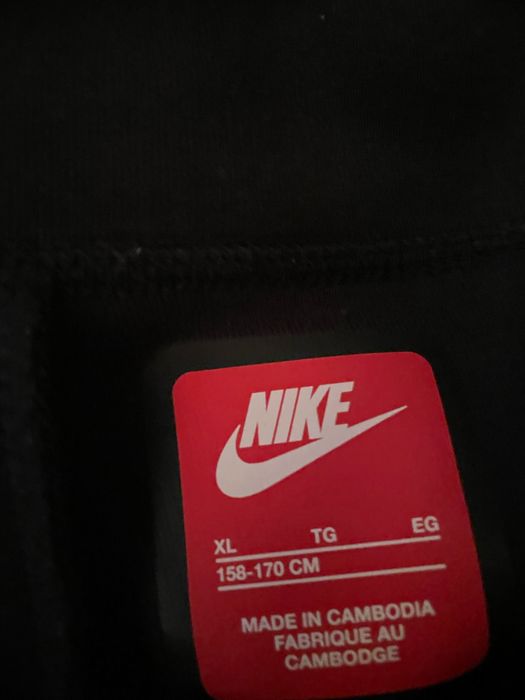 NIKE
XL TG EG
158-170 CM
MADE IN CAMBODIA
FABRIQUE AU
CAMBODGE